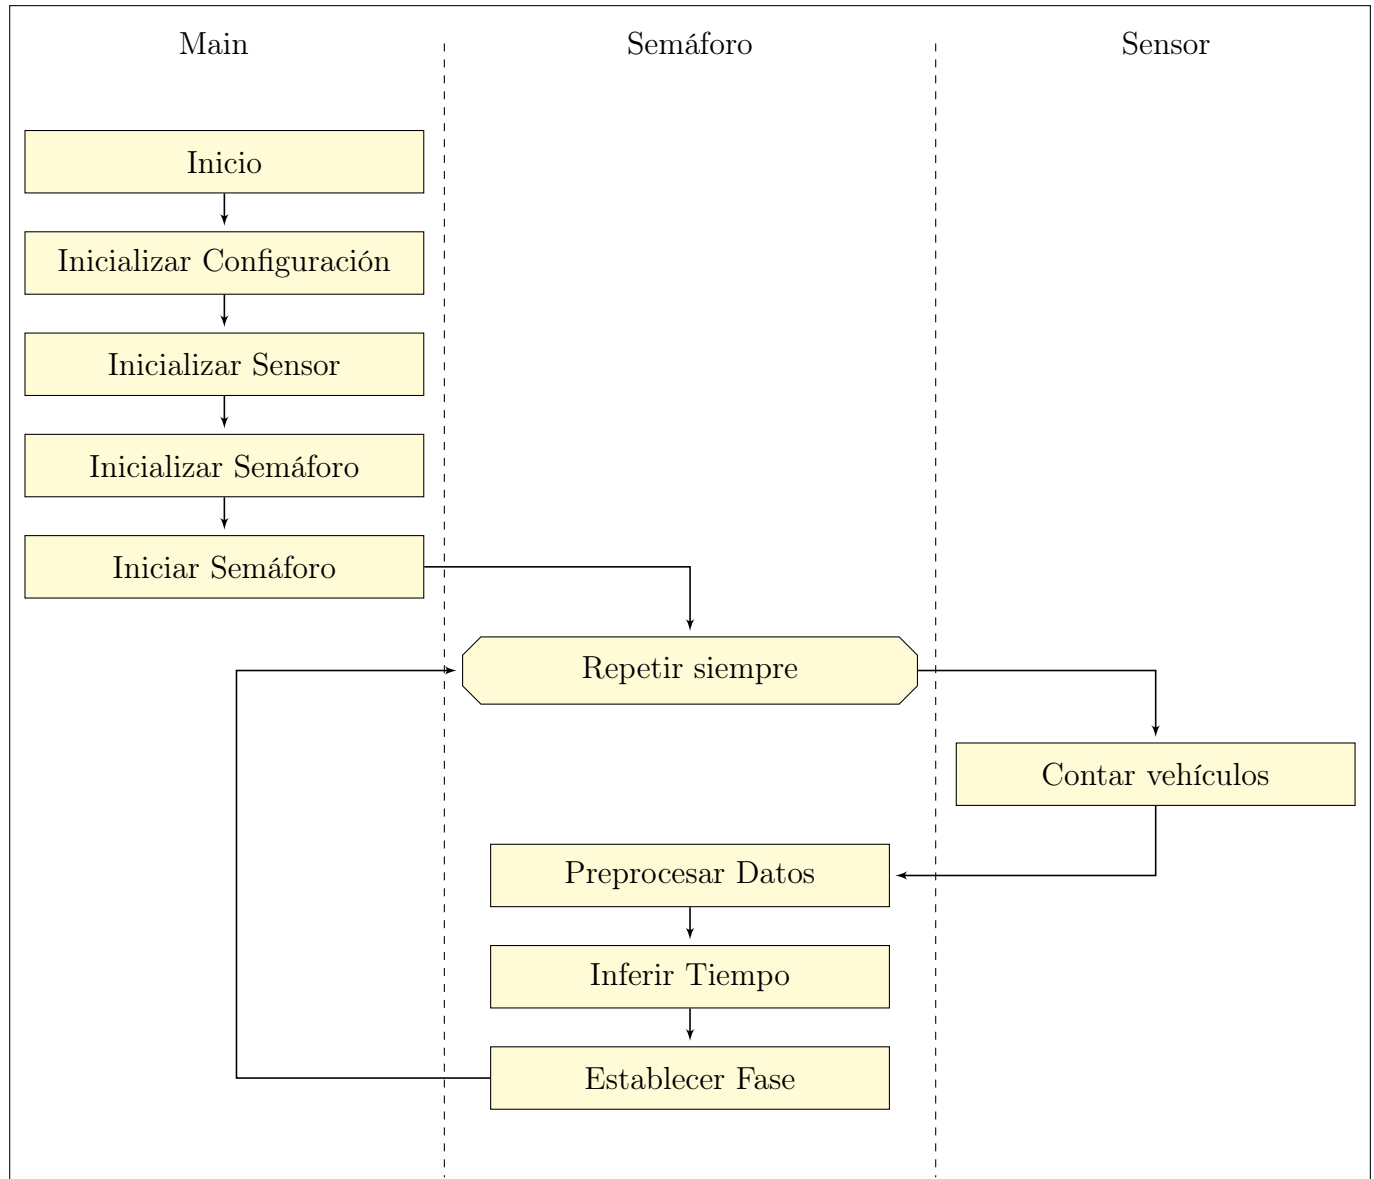 Main
Semáforo
Sensor
Inicio
Inicializar Configuración
Inicializar Sensor
Inicializar Semáforo
Iniciar Semáforo
Repetir siempre
Contar vehículos
Preprocesar Datos
Inferir Tiempo
Establecer Fase